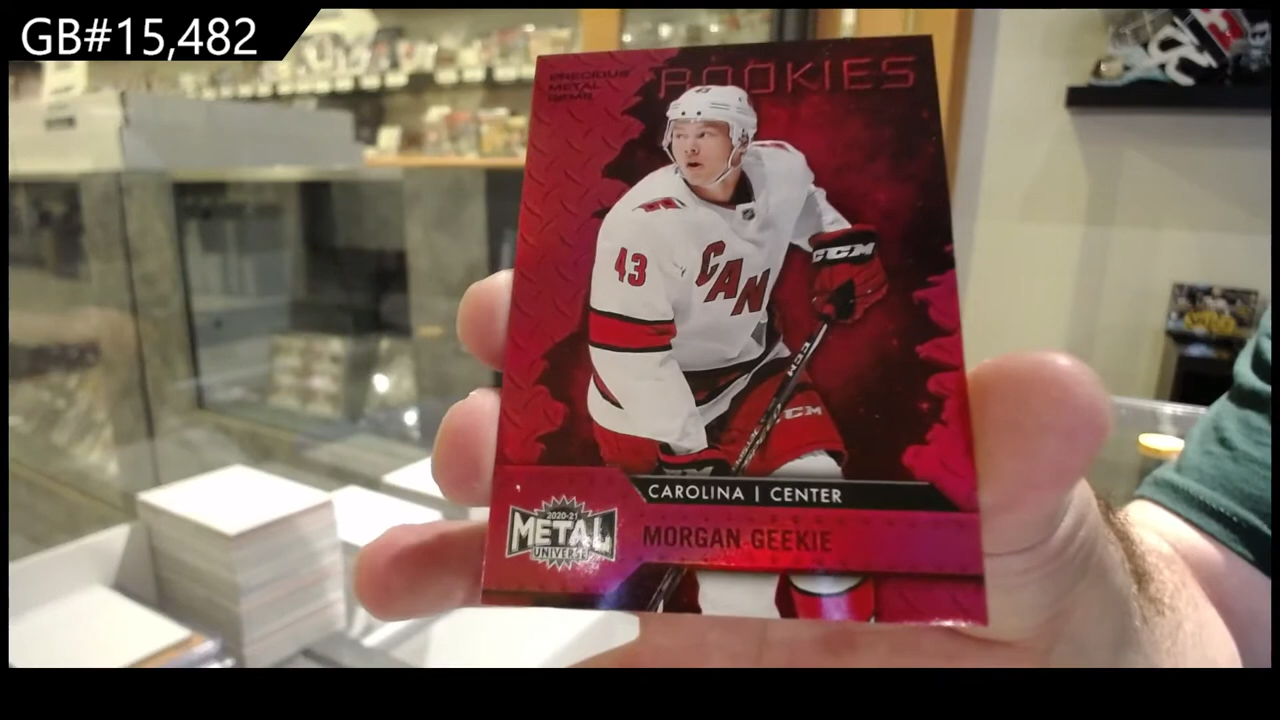 GB#15,482
PRECIOUS
METAL
GEMS
ROOKIES
43
43
CAN
CCM
CCM
CCM
CAROLINA | CENTER
2020-21
METAL
UNIVERSE
MORGAN GEEKIE